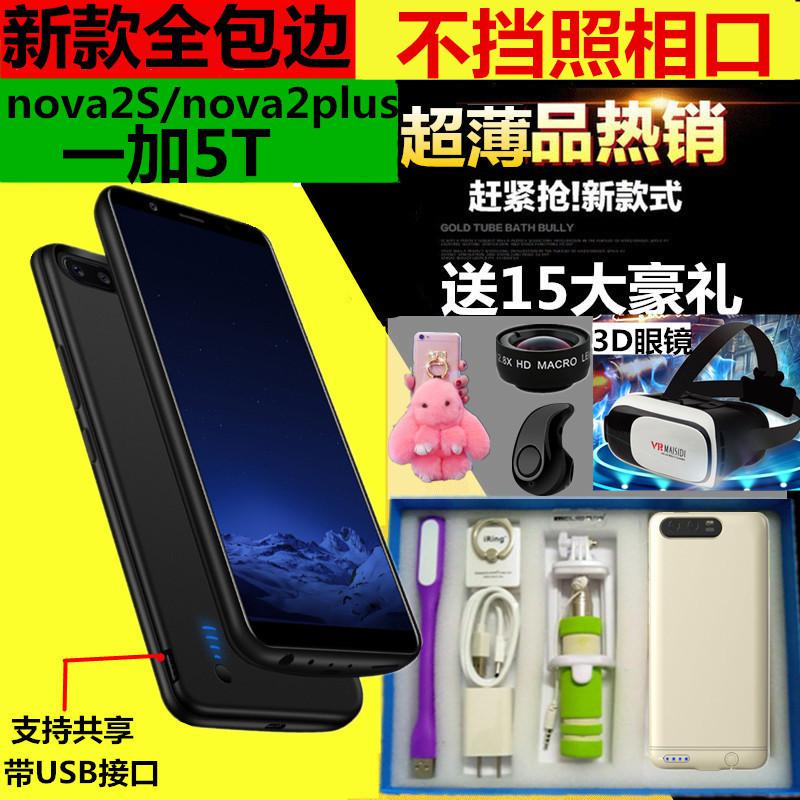 新款全包边
不挡照相口
nova2S/nova2plus
一加5T
超薄品热销
赶紧抢!新款式
GOLD TUBE BATH BULLY
送15大豪礼
3D眼镜
2.8X HD MACRO LE
VR MAISIDI
iRing
支持共享
带USB接口